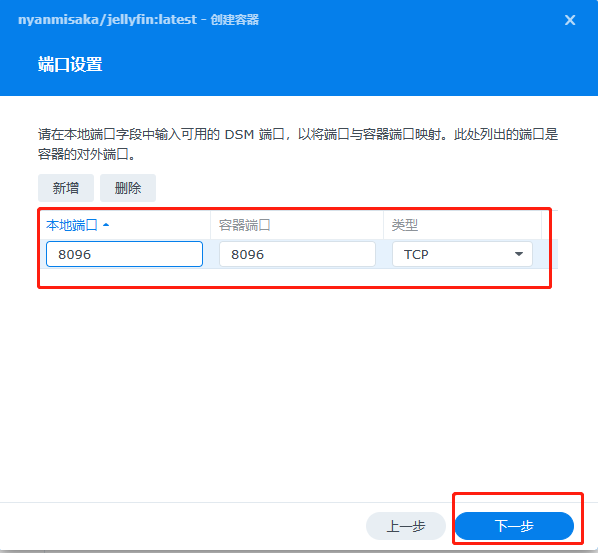 nyanmisaka/jellyfin:latest - 创建容器
端口设置
请在本地端口字段中输入可用的 DSM 端口，以将端口与容器端口映射。此处列出的端口是
容器的对外端口。
新增 删除
本地端口 容器端口 类型
8096 8096 TCP
上一步 下一步